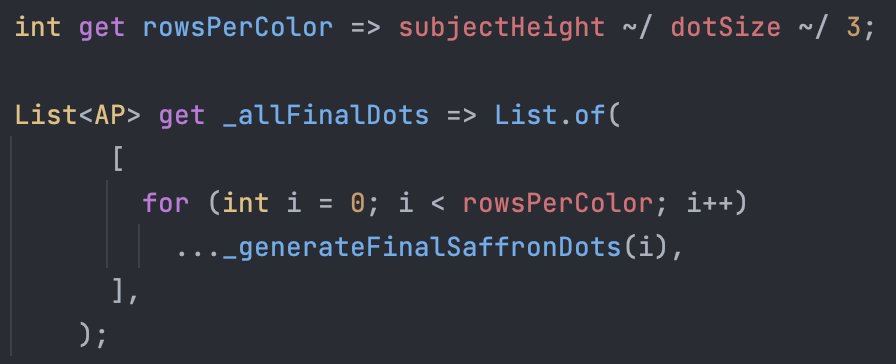 int get rowsPerColor => subjectHeight ~/ dotSize ~/ 3;
List<AP> get _allFinalDots => List.of(
[
for (int i = 0; i < rowsPerColor; i++)
..._generateFinalSaffronDots(i),
],
);